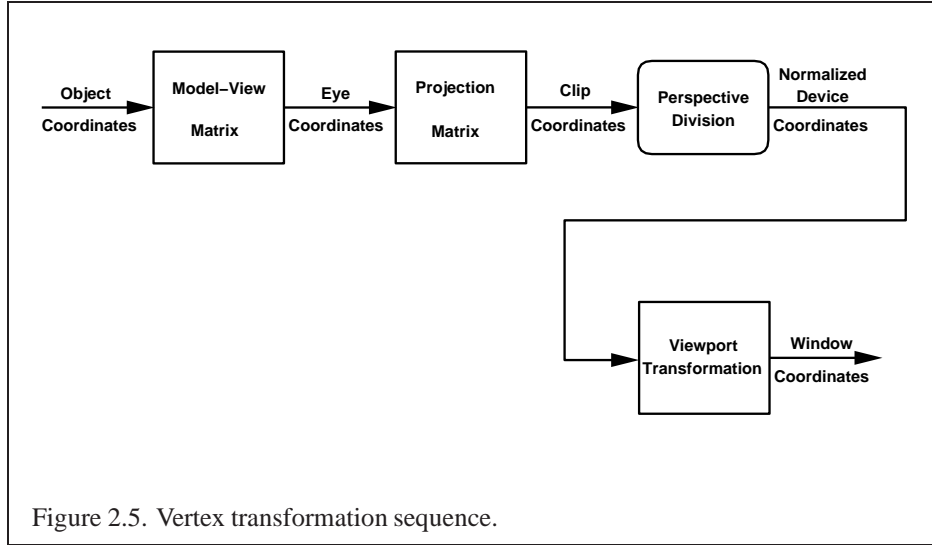 Object
Coordinates
Model–View
Matrix
Eye
Coordinates
Projection
Matrix
Clip
Coordinates
Perspective
Division
Normalized
Device
Coordinates
Viewport
Transformation
Window
Coordinates
Figure 2.5. Vertex transformation sequence.